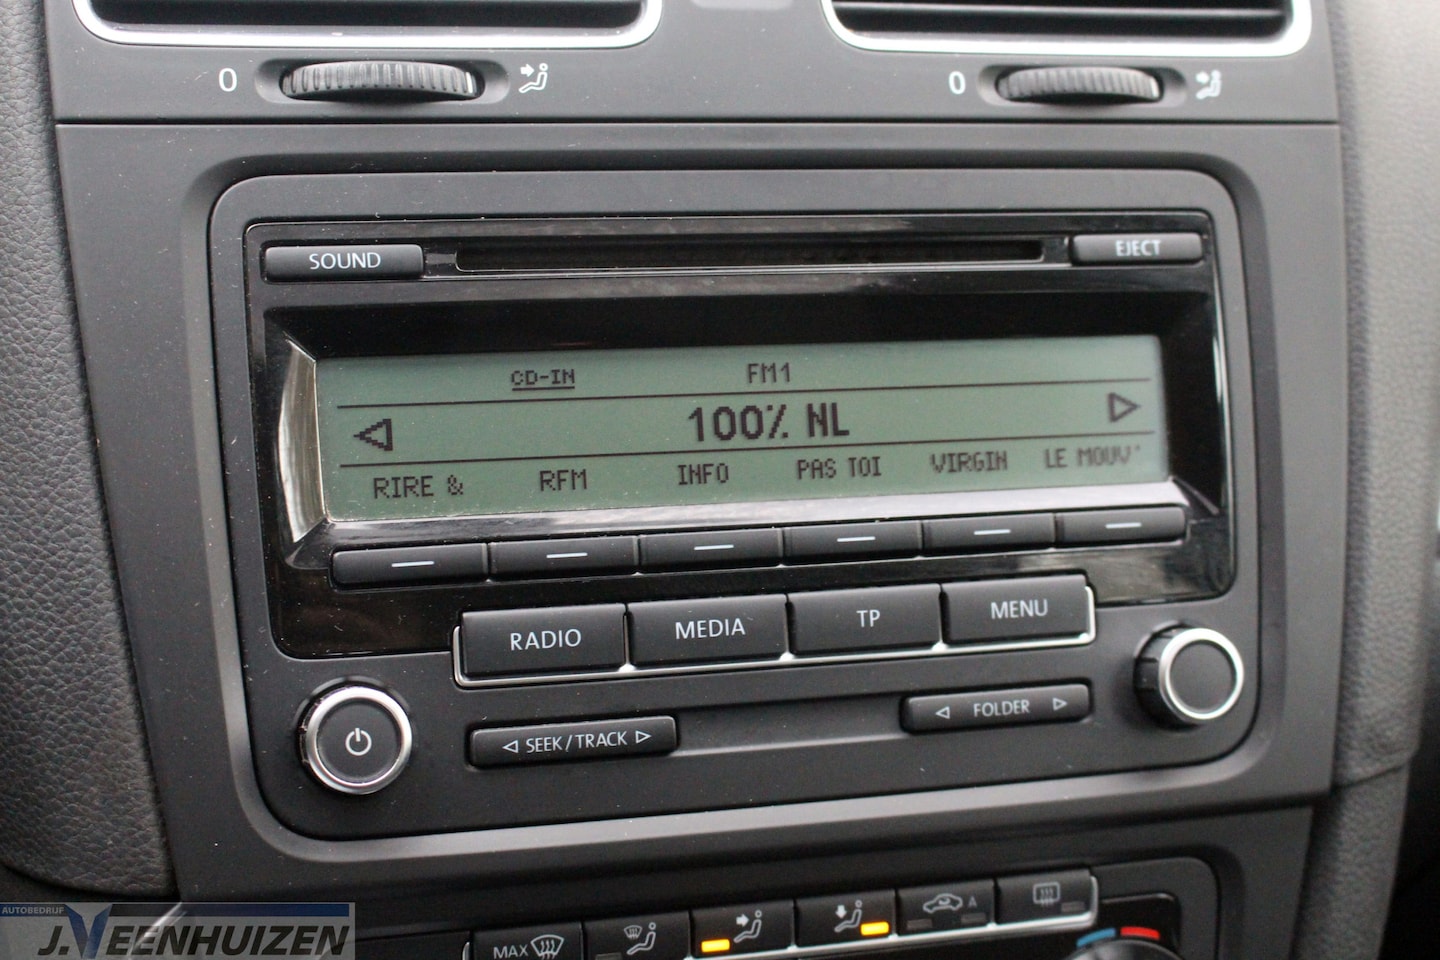 0
0
SOUND
EJECT
CD-IN FM1
100% NL
RIRE & RFM INFO PAS TOI VIRGIN LE MOUV'
RADIO MEDIA TP MENU
◁ SEEK / TRACK ▷
◁ FOLDER ▷
MAX
A
AUTOBEDRIJF
J. VEENHUIZEN